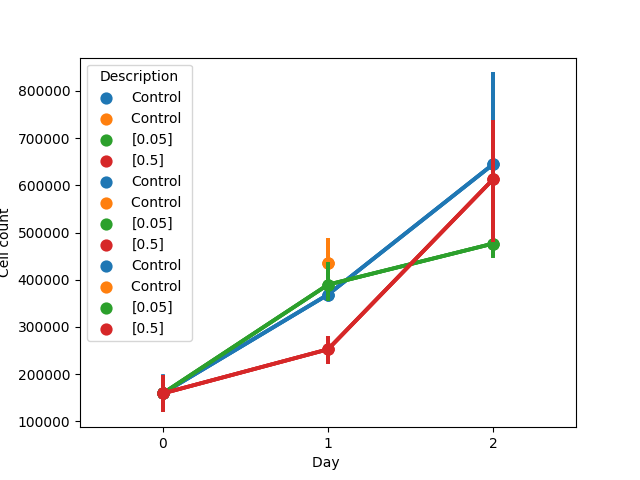 Description
Control
Control
[0.05]
[0.5]
Control
Control
[0.05]
[0.5]
Control
Control
[0.05]
[0.5]
800000
700000
600000
500000
400000
300000
200000
100000
Cell count
0 1 2
Day